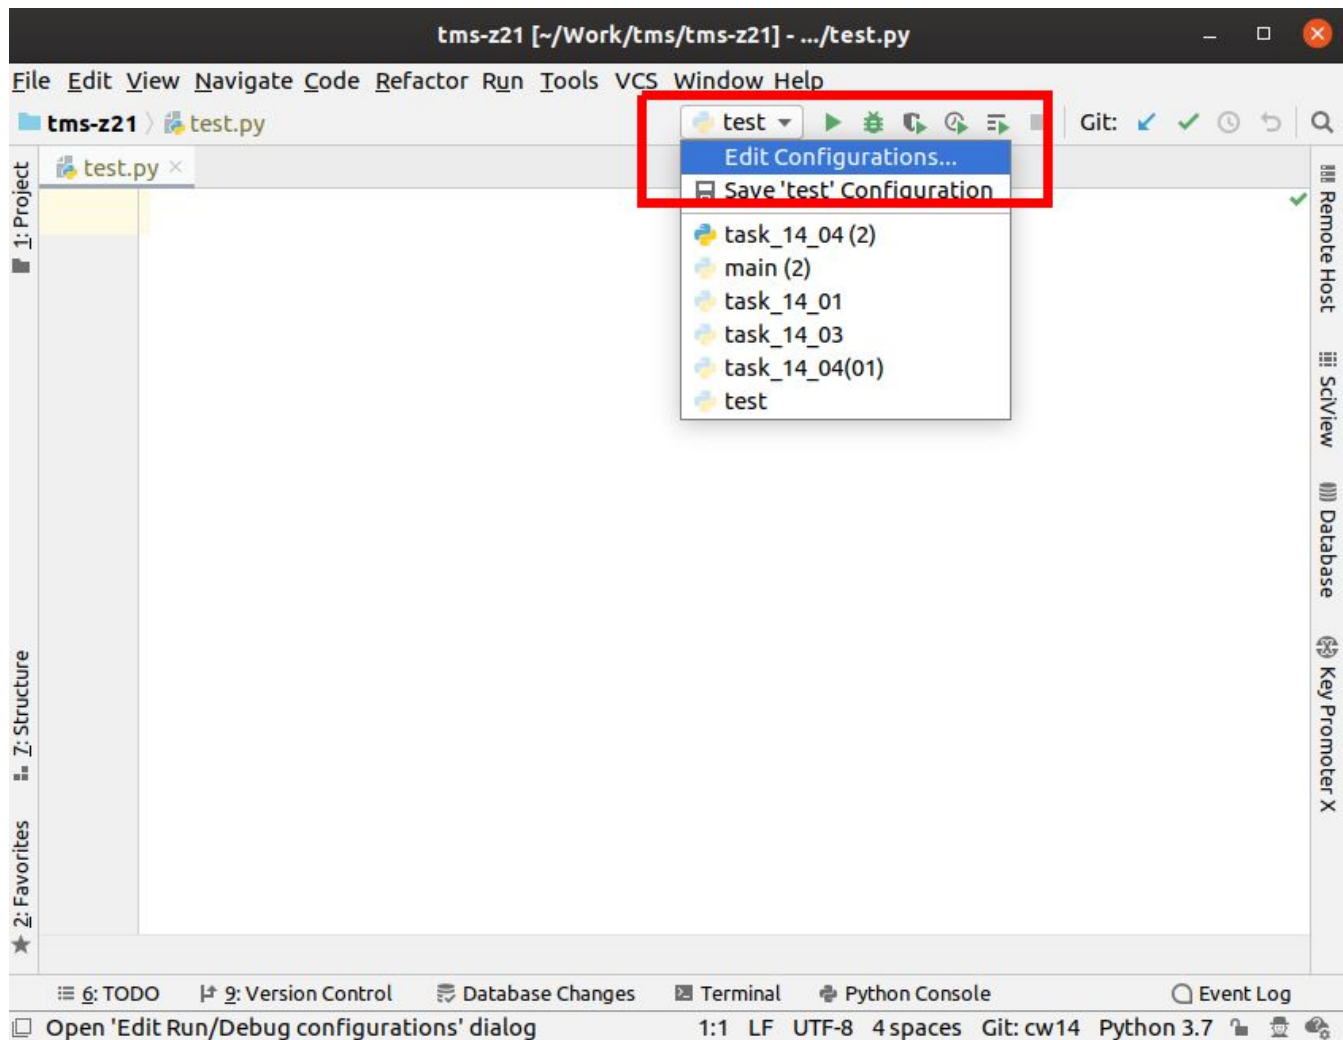 tms-z21 [~/Work/tms/tms-z21] - .../test.py
File Edit View Navigate Code Refactor Run Tools VCS Window Help
tms-z21 test.py
test
Git:
test.py
Edit Configurations...
Save 'test' Configuration
task_14_04 (2)
main (2)
task_14_01
task_14_03
task_14_04(01)
test
1: Project
7: Structure
2: Favorites
Remote Host
SciView
Database
Key Promoter X
6: TODO 9: Version Control Database Changes Terminal Python Console Event Log
Open 'Edit Run/Debug configurations' dialog 1:1 LF UTF-8 4 spaces Git: cw14 Python 3.7